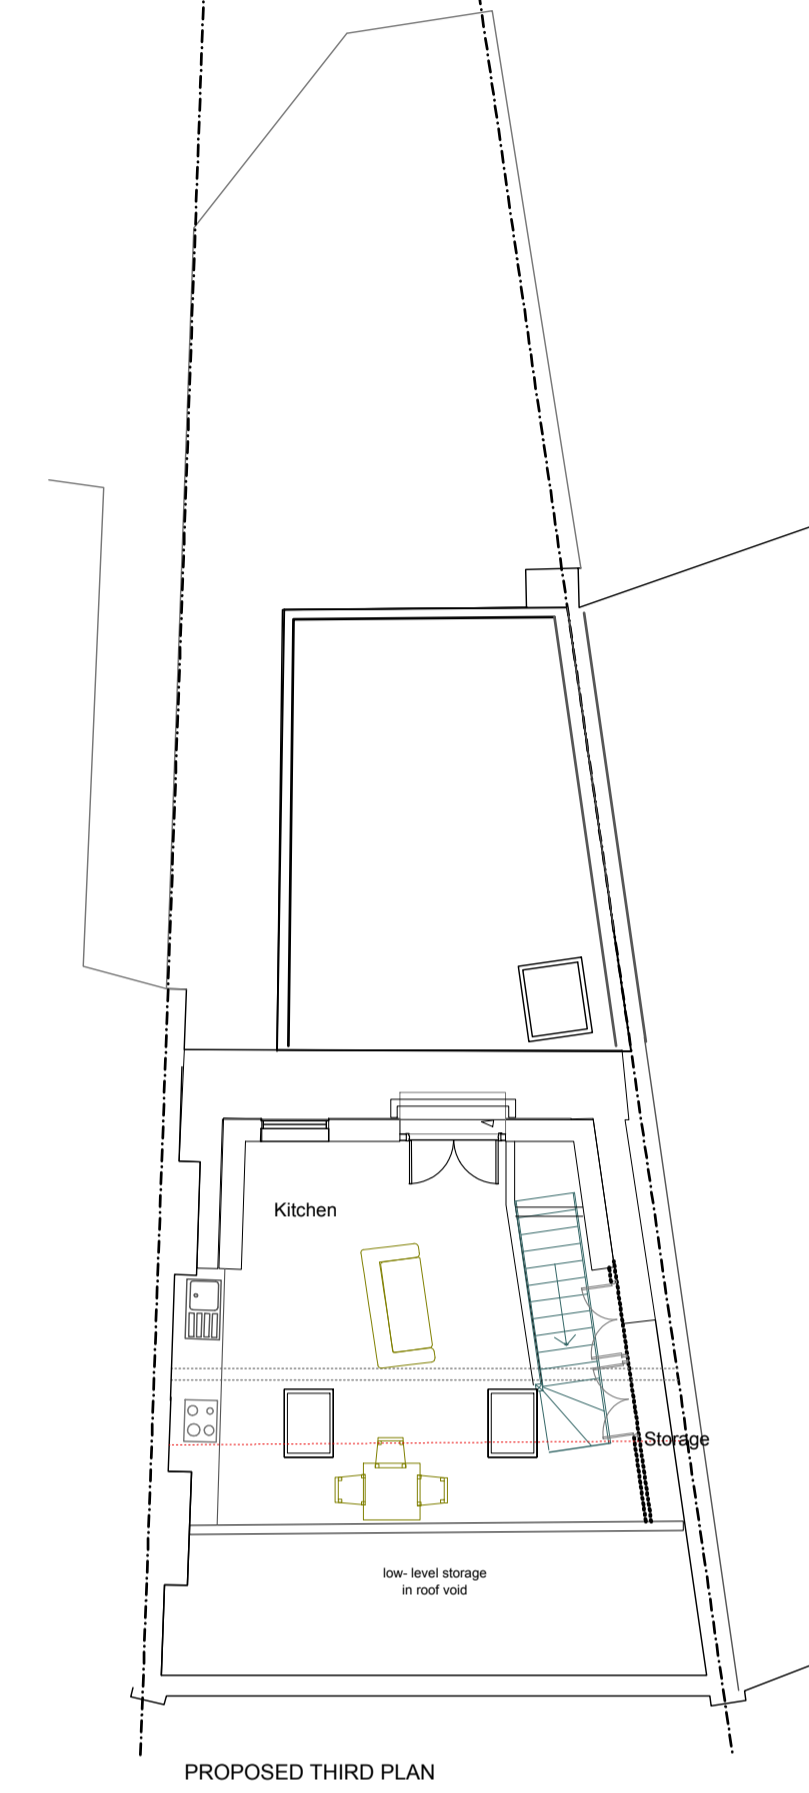 Kitchen
Storage
low- level storage
in roof void
PROPOSED THIRD PLAN